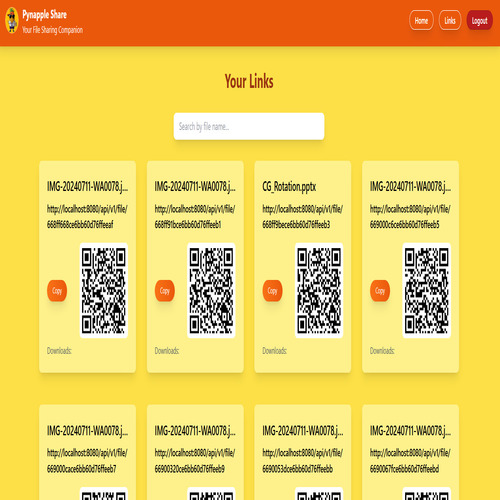 Pynapple Share
Your File Sharing Companion
Home
Links
Logout
Your Links
Search by file name...
IMG-20240711-WA0078.j...
http://localhost:8080/api/v1/file/
668ff668ce6bb60d76ffeeaf
Copy
Downloads:
IMG-20240711-WA0078.j...
http://localhost:8080/api/v1/file/
668ff91bce6bb60d76ffeeb1
Copy
Downloads:
CG_Rotation.pptx
http://localhost:8080/api/v1/file/
668ff9bece6bb60d76ffeeb3
Copy
Downloads:
IMG-20240711-WA0078.j...
http://localhost:8080/api/v1/file/
669000c6ce6bb60d76ffeeb5
Copy
Downloads:
IMG-20240711-WA0078.j...
http://localhost:8080/api/v1/file/
669000cace6bb60d76ffeeb7
IMG-20240711-WA0078.j...
http://localhost:8080/api/v1/file/
66900320ce6bb60d76ffeeb9
IMG-20240711-WA0078.j...
http://localhost:8080/api/v1/file/
6690053dce6bb60d76ffeebb
IMG-20240711-WA0078.j...
http://localhost:8080/api/v1/file/
6690067fce6bb60d76ffeebd